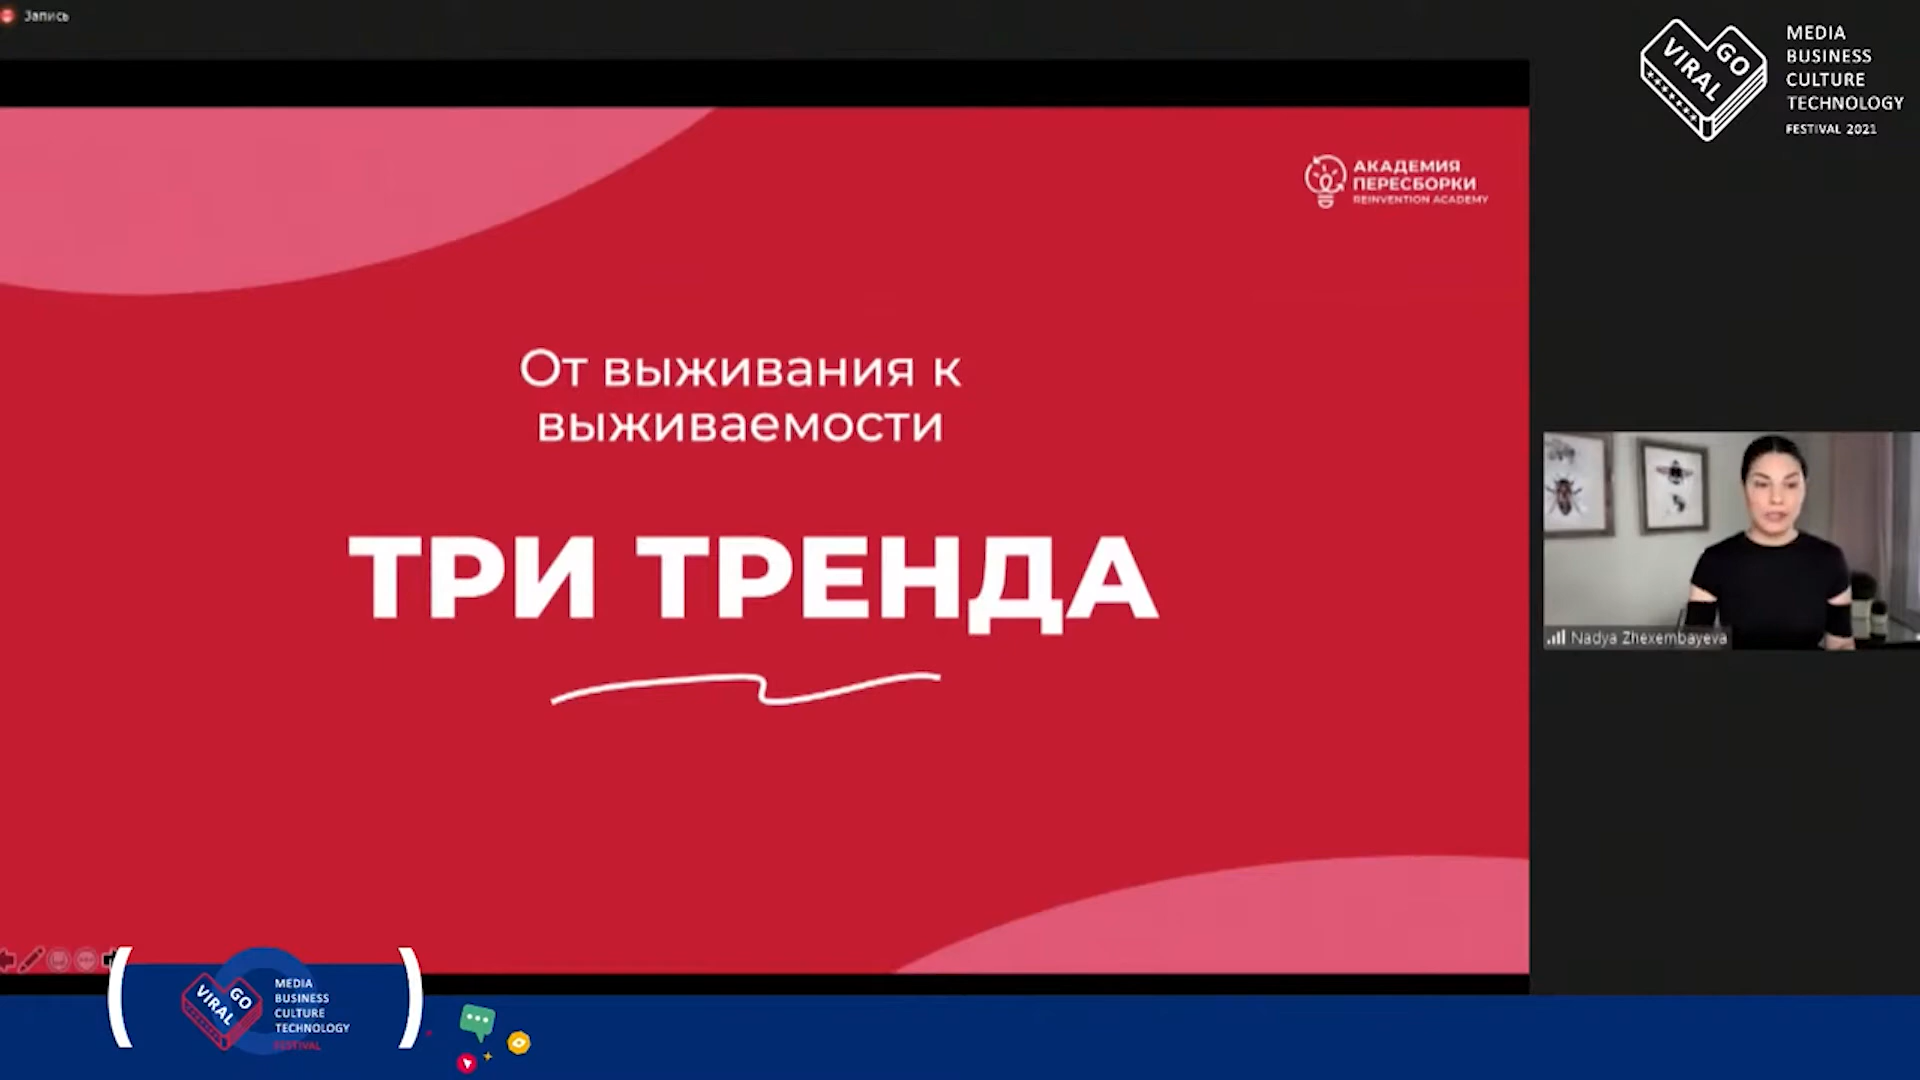 Запись
VIRAL
GO
MEDIA
BUSINESS
CULTURE
TECHNOLOGY
FESTIVAL 2021
АКАДЕМИЯ
ПЕРЕСБОРКИ
REINVENTION ACADEMY
От выживания к
выживаемости
ТРИ ТРЕНДА
Nadya Zhexembayeva
VIRAL
GO
MEDIA
BUSINESS
CULTURE
TECHNOLOGY
FESTIVAL